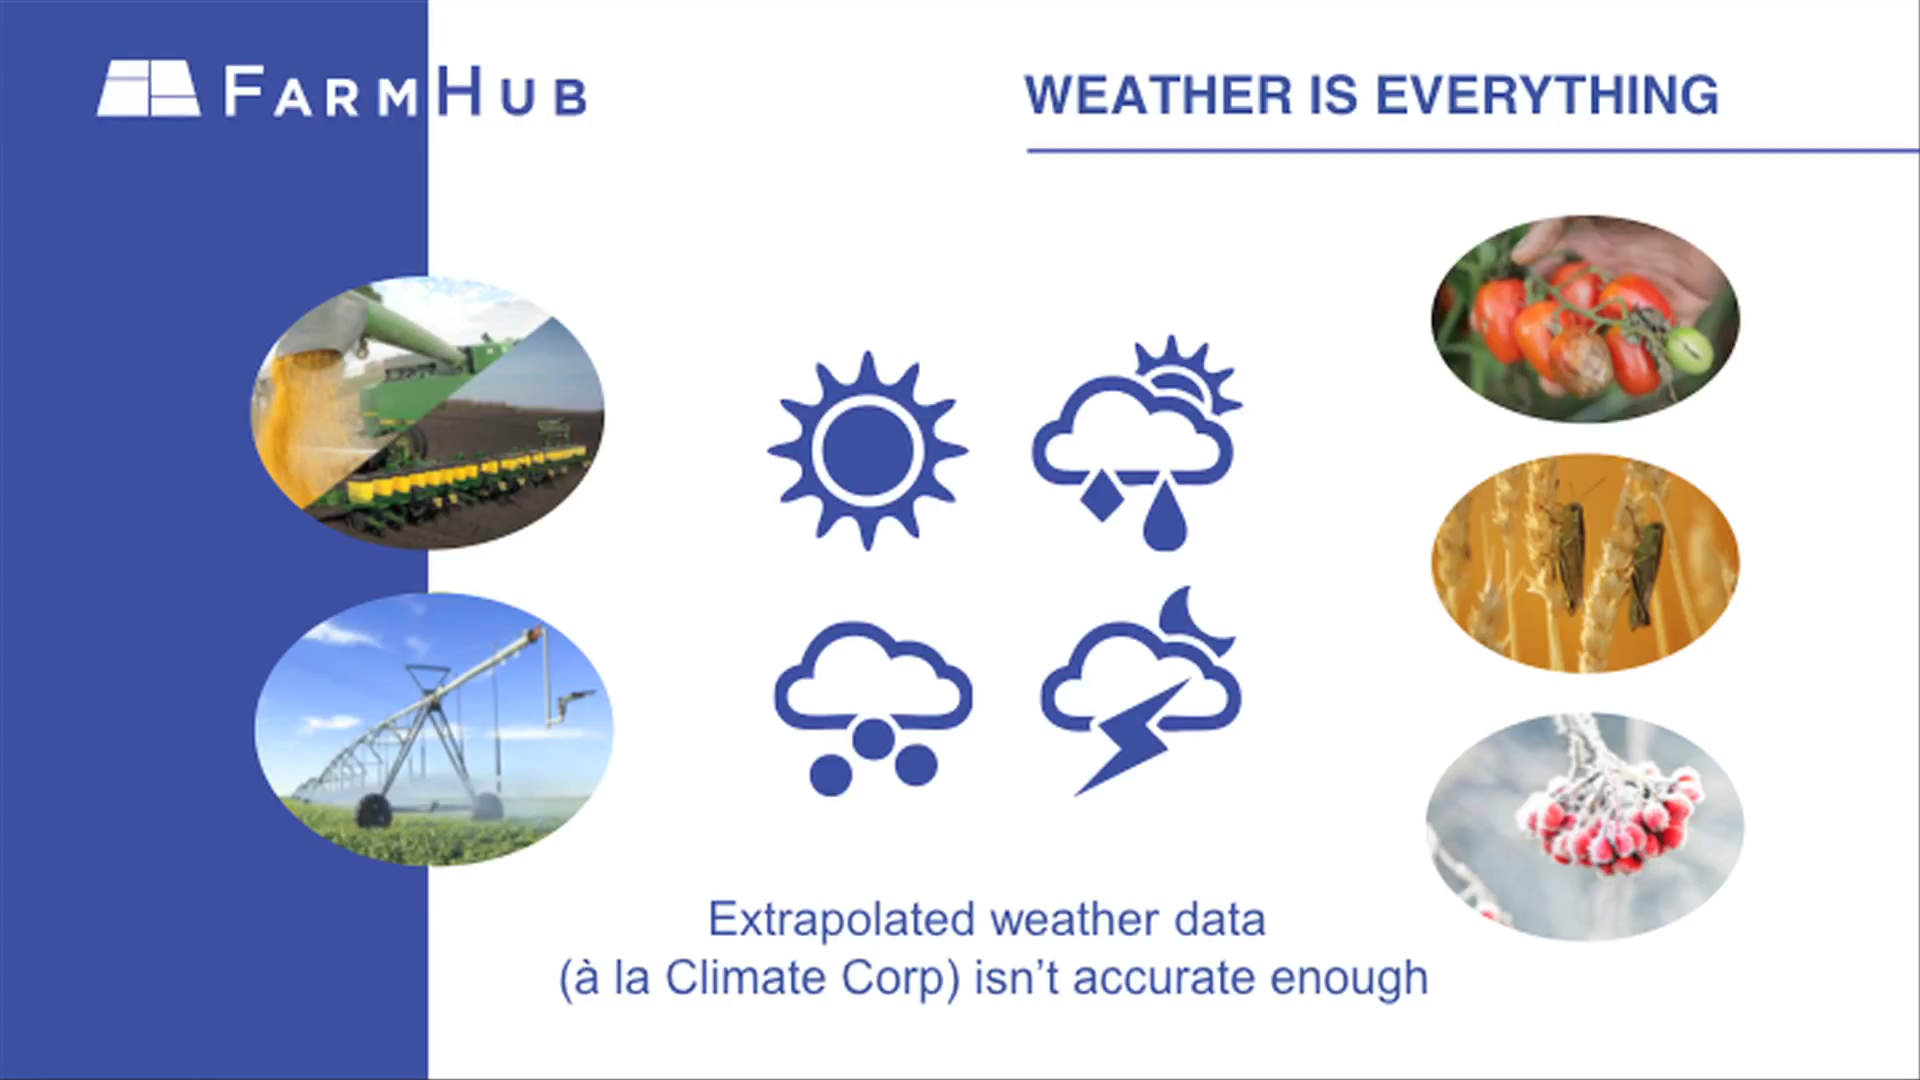 FARMHUB
WEATHER IS EVERYTHING
Extrapolated weather data
(à la Climate Corp) isn’t accurate enough